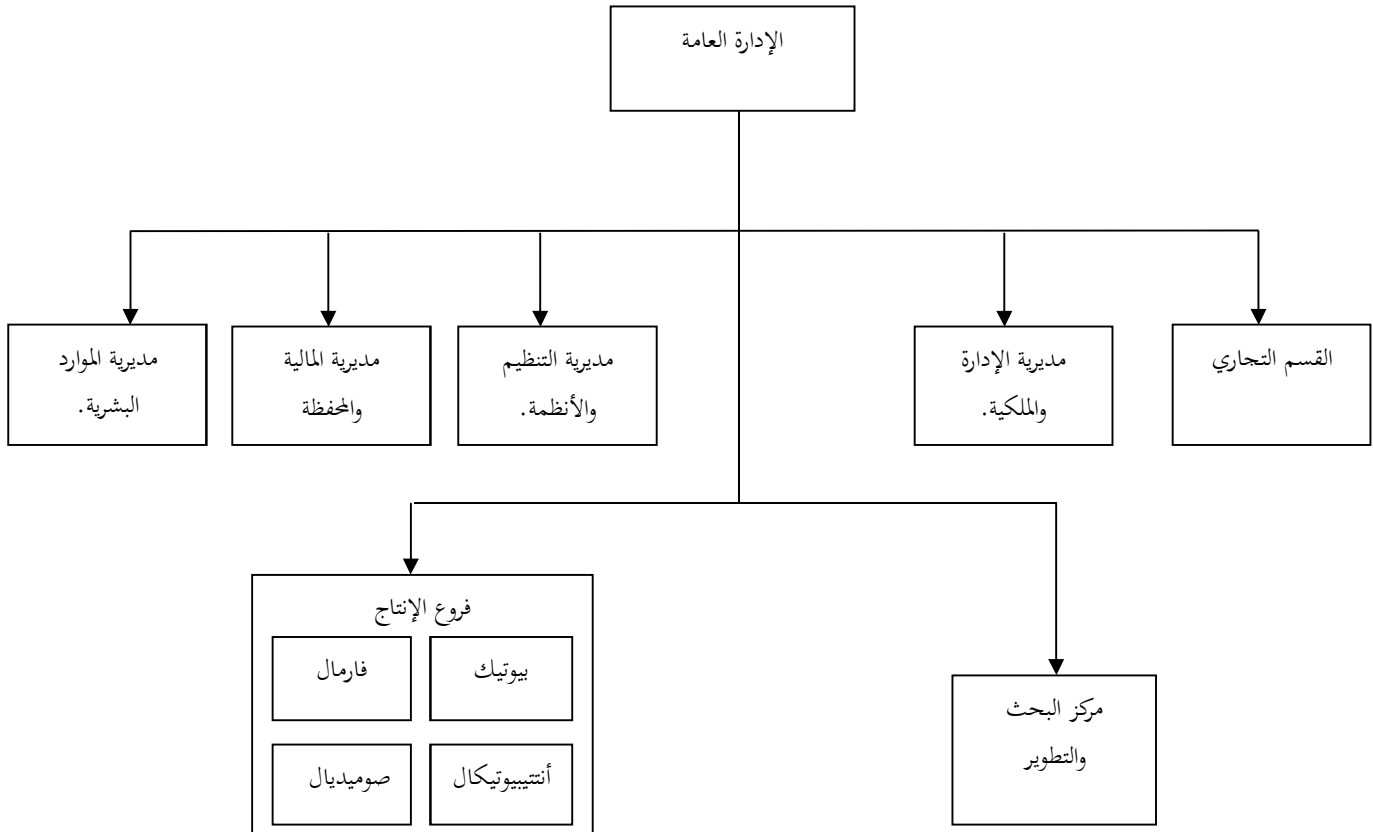 الإدارة العامة
القسم التجاري
مديرية الإدارة
والملكية.
مديرية التنظيم
والأنظمة.
مديرية المالية
والمحفظة
مديرية الموارد
البشرية.
فروع الإنتاج
بيوتيك
فارمال
أنتتيبيوتيكال
صوميديال
مركز البحث
والتطوير